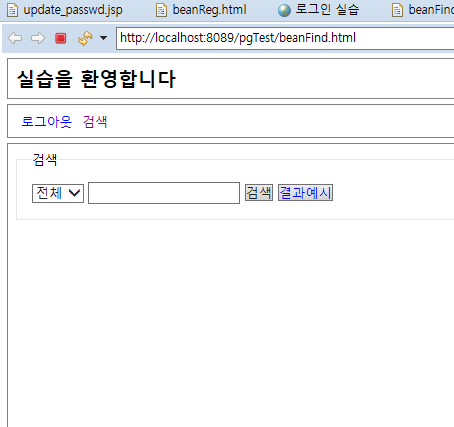 update_passwd.jsp beanReg.html 로그인 실습 beanFind
http://localhost:8089/pgTest/beanFind.html
실습을 환영합니다
로그아웃 검색
검색
전체 검색 결과예시